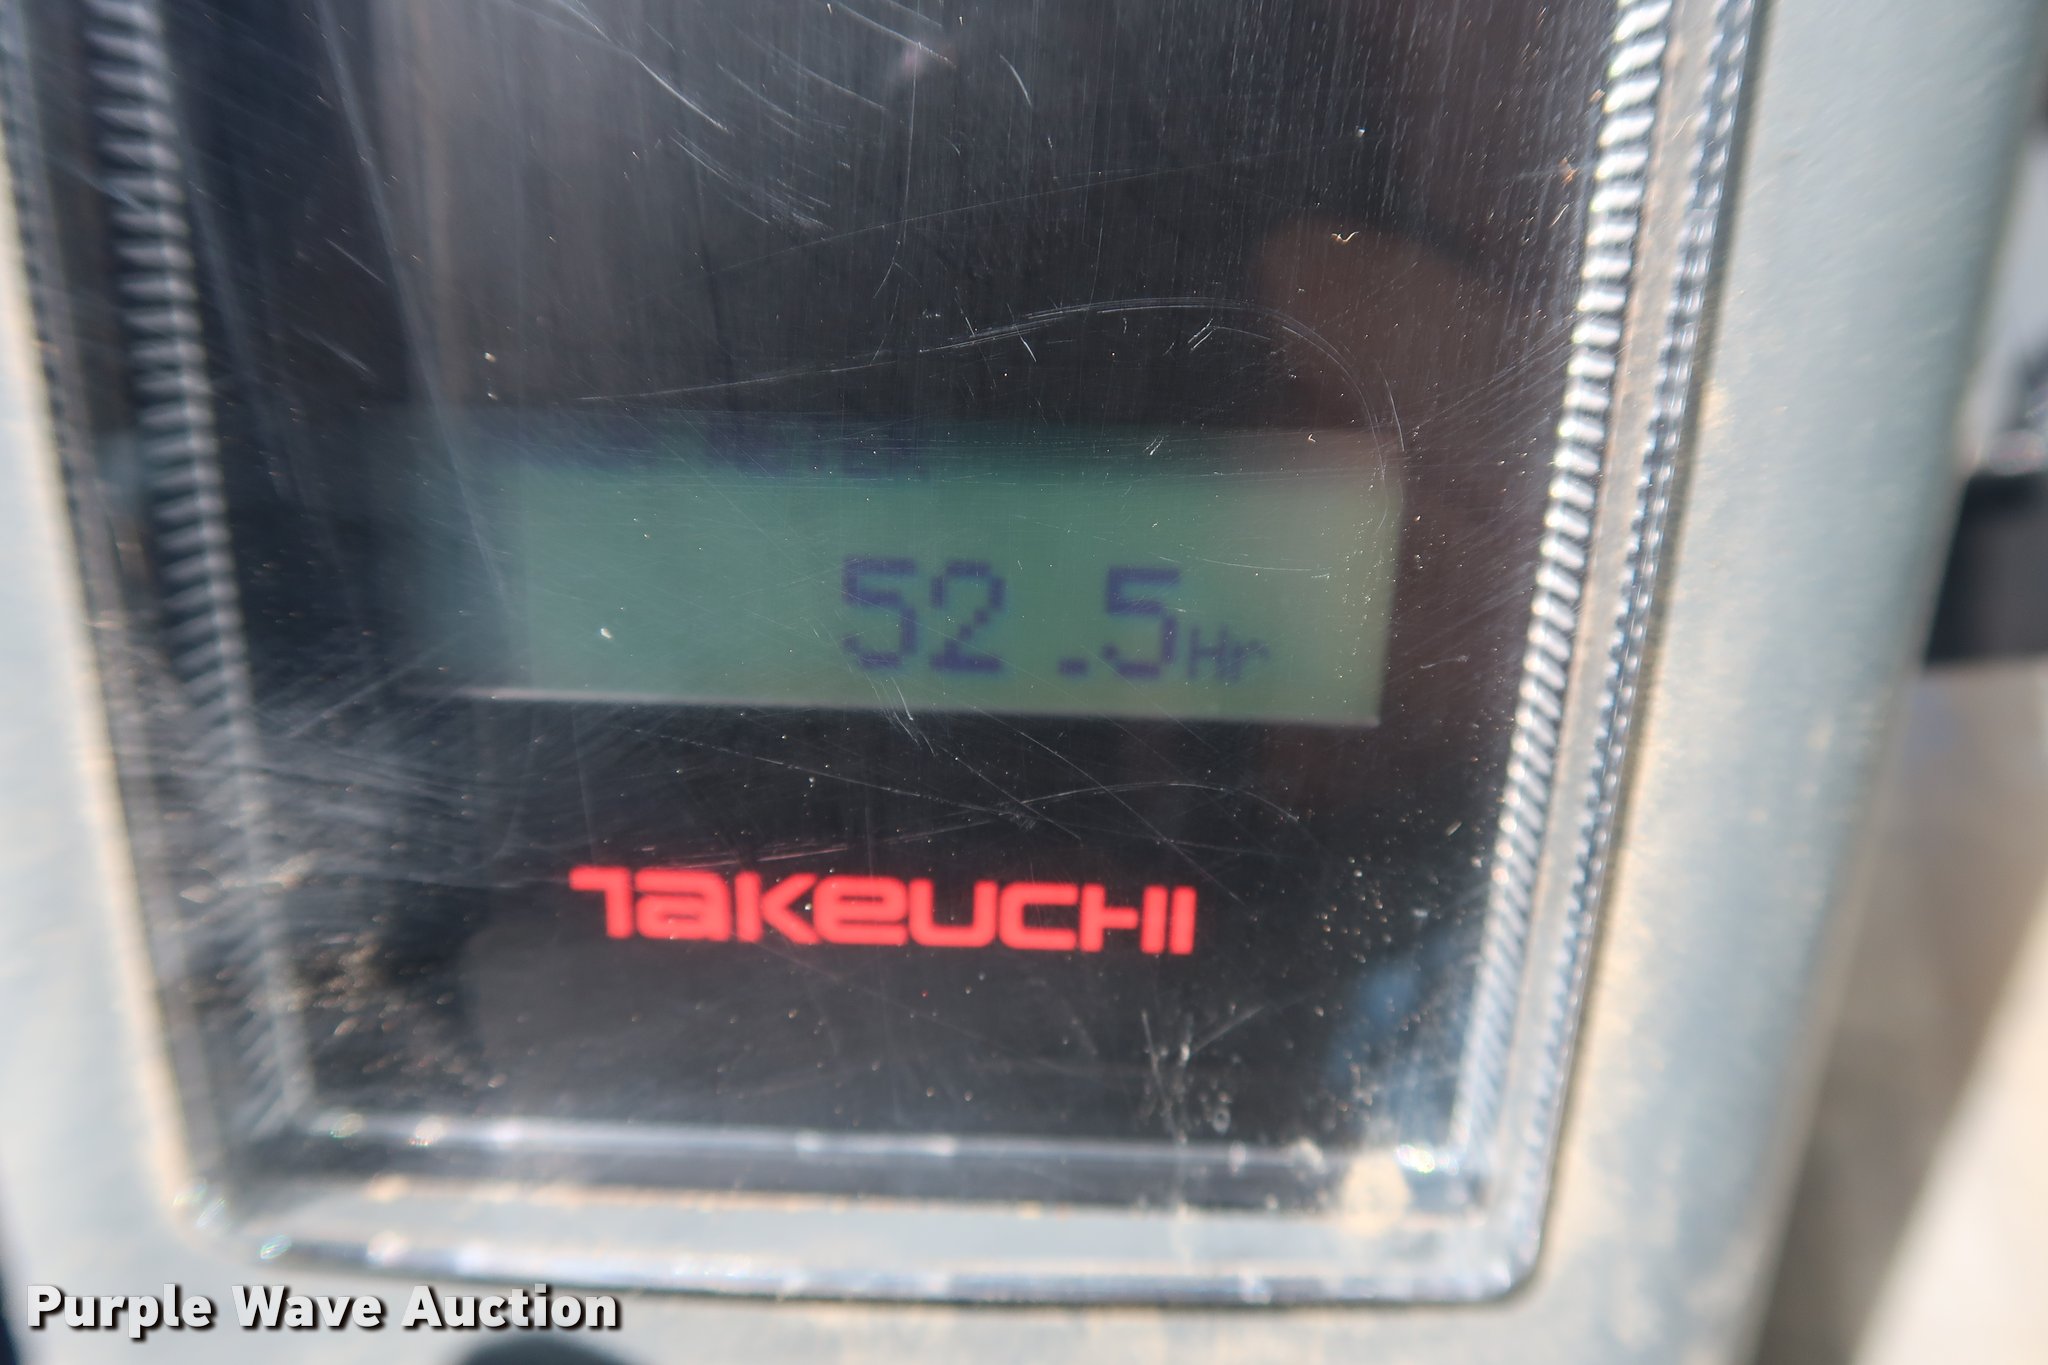 52.5Hr
TAKEUCHI
Purple Wave Auction